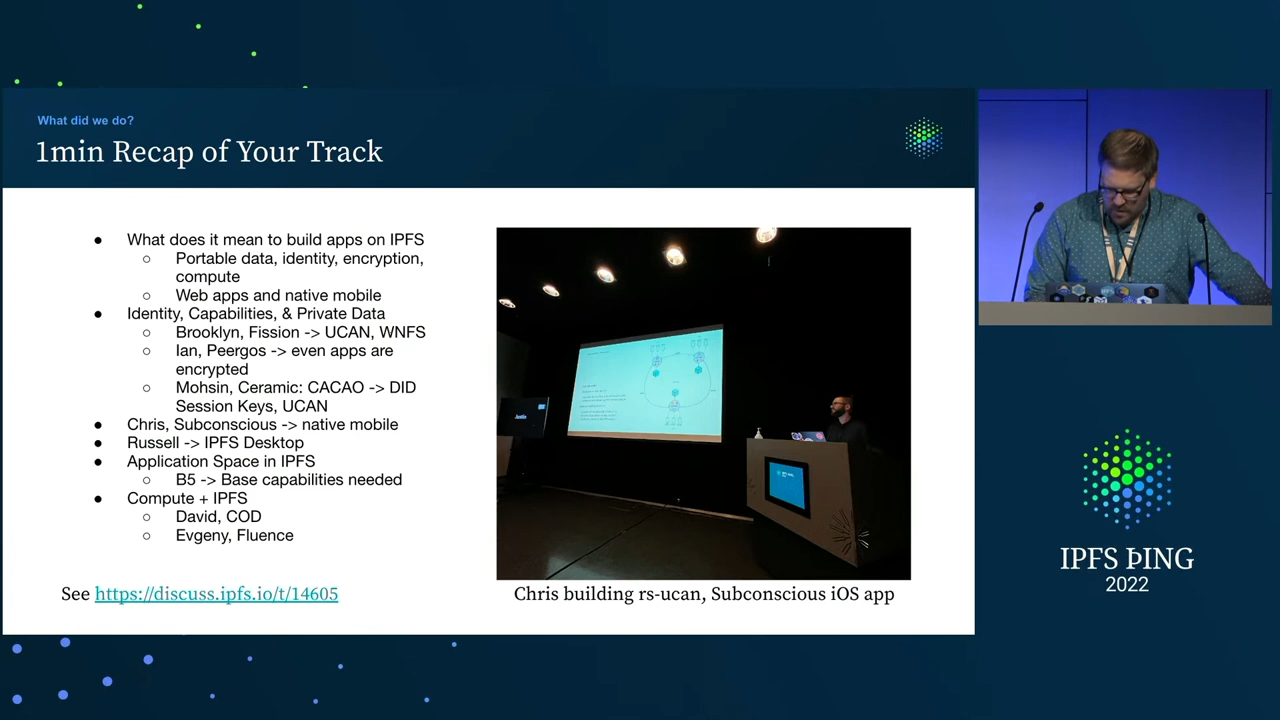 What did we do?
1min Recap of Your Track
● What does it mean to build apps on IPFS
○ Portable data, identity, encryption,
compute
○ Web apps and native mobile
● Identity, Capabilities, & Private Data
○ Brooklyn, Fission -> UCAN, WNFS
○ Ian, Peergos -> even apps are
encrypted
○ Mohsin, Ceramic: CACAO -> DID
Session Keys, UCAN
● Chris, Subconscious -> native mobile
● Russell -> IPFS Desktop
● Application Space in IPFS
○ B5 -> Base capabilities needed
● Compute + IPFS
○ David, COD
○ Evgeny, Fluence
See https://discuss.ipfs.io/t/14605
Chris building rs-ucan, Subconscious iOS app
IPFS ÞING
2022